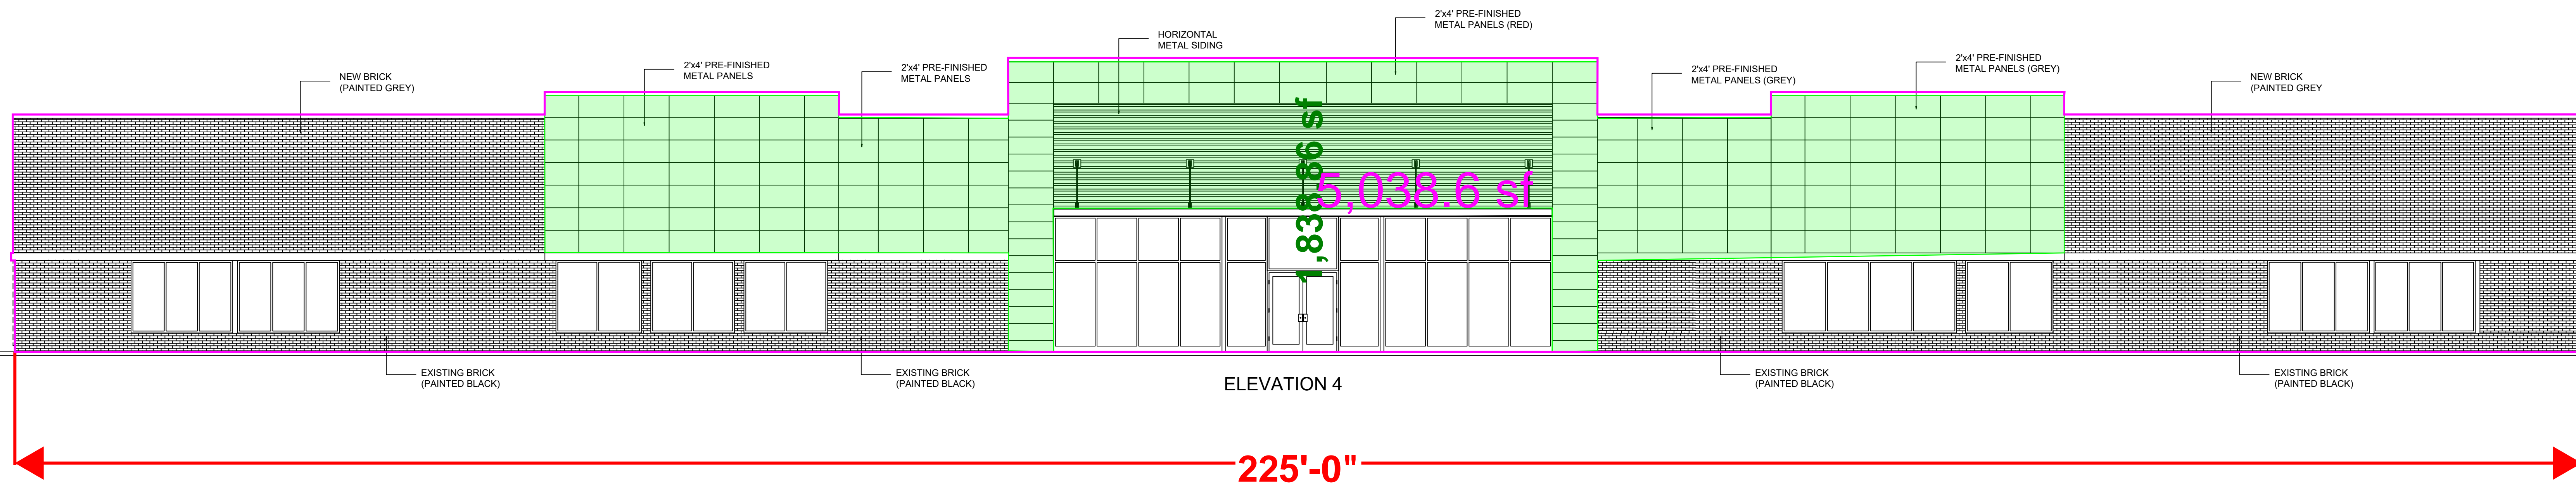 2'x4' PRE-FINISHED
METAL PANELS (RED)
HORIZONTAL
METAL SIDING
2'x4' PRE-FINISHED
METAL PANELS (GREY)
2'x4' PRE-FINISHED
METAL PANELS
2'x4' PRE-FINISHED
METAL PANELS
2'x4' PRE-FINISHED
METAL PANELS (GREY)
NEW BRICK
(PAINTED GREY)
NEW BRICK
(PAINTED GREY
1,838.86 sf
5,038.6 sf
EXISTING BRICK
(PAINTED BLACK)
EXISTING BRICK
(PAINTED BLACK)
EXISTING BRICK
(PAINTED BLACK)
EXISTING BRICK
(PAINTED BLACK)
ELEVATION 4
225'-0"